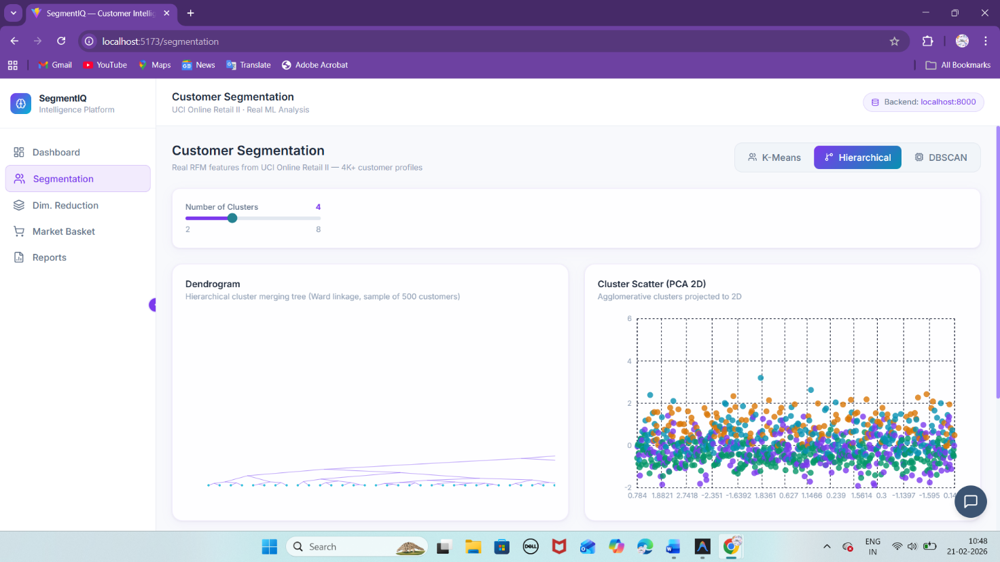 SegmentIQ — Customer Intellig
localhost:5173/segmentation
Gmail
YouTube
Maps
News
Translate
Adobe Acrobat
All Bookmarks
SegmentIQ
Intelligence Platform
Customer Segmentation
UCI Online Retail II · Real ML Analysis
Backend: localhost:8000
Dashboard
Segmentation
Dim. Reduction
Market Basket
Reports
Customer Segmentation
Real RFM features from UCI Online Retail II — 4K+ customer profiles
K-Means
Hierarchical
DBSCAN
Number of Clusters 4
2 8
Dendrogram
Hierarchical cluster merging tree (Ward linkage, sample of 500 customers)
Cluster Scatter (PCA 2D)
Agglomerative clusters projected to 2D
6
4
2
0
-2
0.784 1.8821 2.7418 -2.351 -1.6392 1.8361 0.627 1.1466 0.239 1.5614 0.3 -1.1397 -1.595
Search
DELL
ENG
IN
10:48
21-02-2026